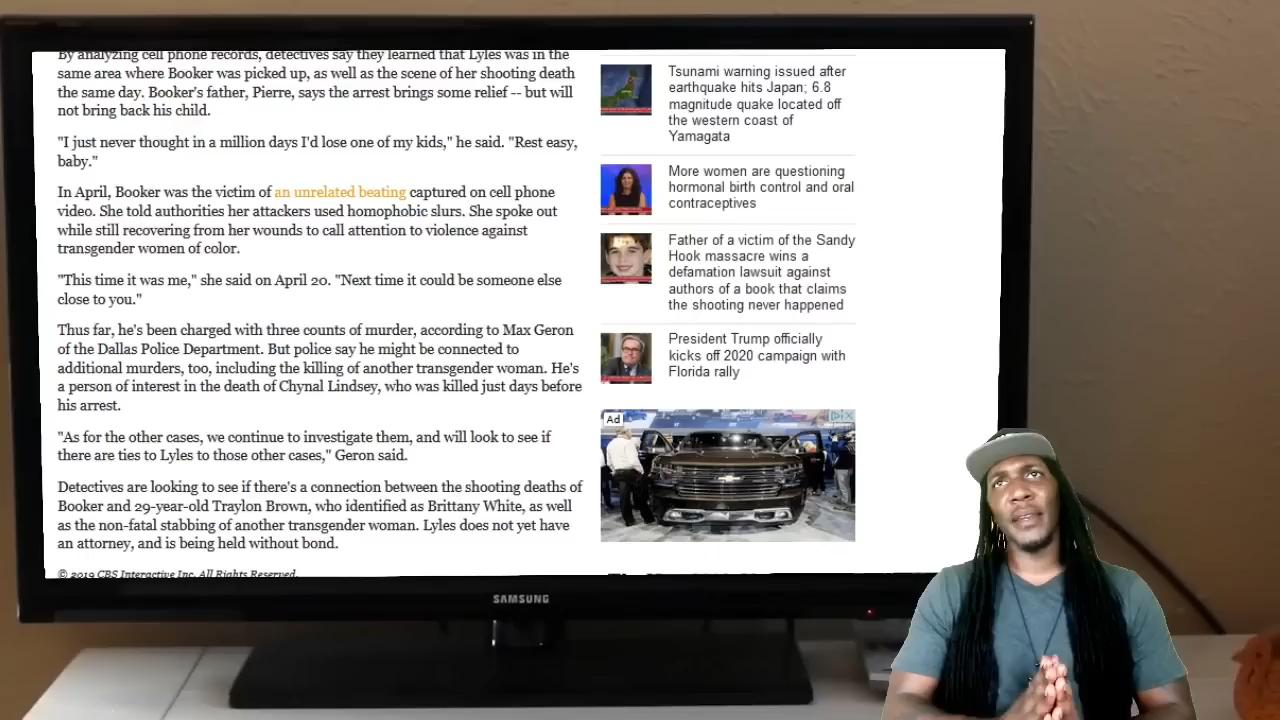 By analyzing cell phone records, detectives say they learned that Lyles was in the
same area where Booker was picked up, as well as the scene of her shooting death
the same day. Booker's father, Pierre, says the arrest brings some relief -- but will
not bring back his child.
"I just never thought in a million days I'd lose one of my kids," he said. "Rest easy,
baby."
In April, Booker was the victim of an unrelated beating captured on cell phone
video. She told authorities her attackers used homophobic slurs. She spoke out
while still recovering from her wounds to call attention to violence against
transgender women of color.
"This time it was me," she said on April 20. "Next time it could be someone else
close to you."
Thus far, he's been charged with three counts of murder, according to Max Geron
of the Dallas Police Department. But police say he might be connected to
additional murders, too, including the killing of another transgender woman. He's
a person of interest in the death of Chynal Lindsey, who was killed just days before
his arrest.
"As for the other cases, we continue to investigate them, and will look to see if
there are ties to Lyles to those other cases," Geron said.
Detectives are looking to see if there's a connection between the shooting deaths of
Booker and 29-year-old Traylon Brown, who identified as Brittany White, as well
as the non-fatal stabbing of another transgender woman. Lyles does not yet have
an attorney, and is being held without bond.
© 2019 CBS Interactive Inc. All Rights Reserved.
Tsunami warning issued after
earthquake hits Japan; 6.8
magnitude quake located off
the western coast of
Yamagata
More women are questioning
hormonal birth control and oral
contraceptives
Father of a victim of the Sandy
Hook massacre wins a
defamation lawsuit against
authors of a book that claims
the shooting never happened
President Trump officially
kicks off 2020 campaign with
Florida rally
Ad
SAMSUNG